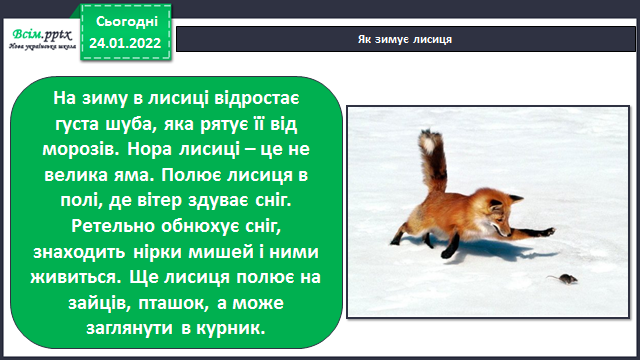 Всім.pptx
Нова українська школа
Сьогодні
24.01.2022
Як зимує лисиця
На зиму в лисиці відростає
густа шуба, яка рятує її від
морозів. Нора лисиці – це не
велика яма. Полює лисиця в
полі, де вітер здуває сніг.
Ретельно обнюхує сніг,
знаходить нірки мишей і ними
живиться. Ще лисиця полює на
зайців, пташок, а може
заглянути в курник.